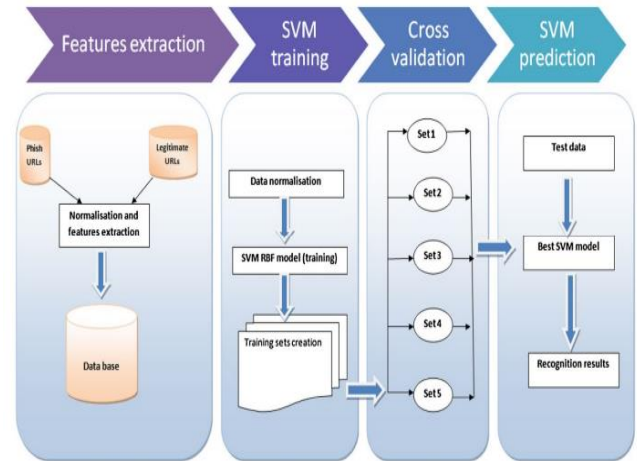 Features extraction
SVM
training
Cross
validation
SVM
prediction
Phish
URLs
Legitimate
URLs
Normalisation and
features extraction
Data base
Data normalisation
SVM RBF model (training)
Training sets creation
Set1
Set2
Set3
Set4
Set5
Test data
Best SVM model
Recognition results